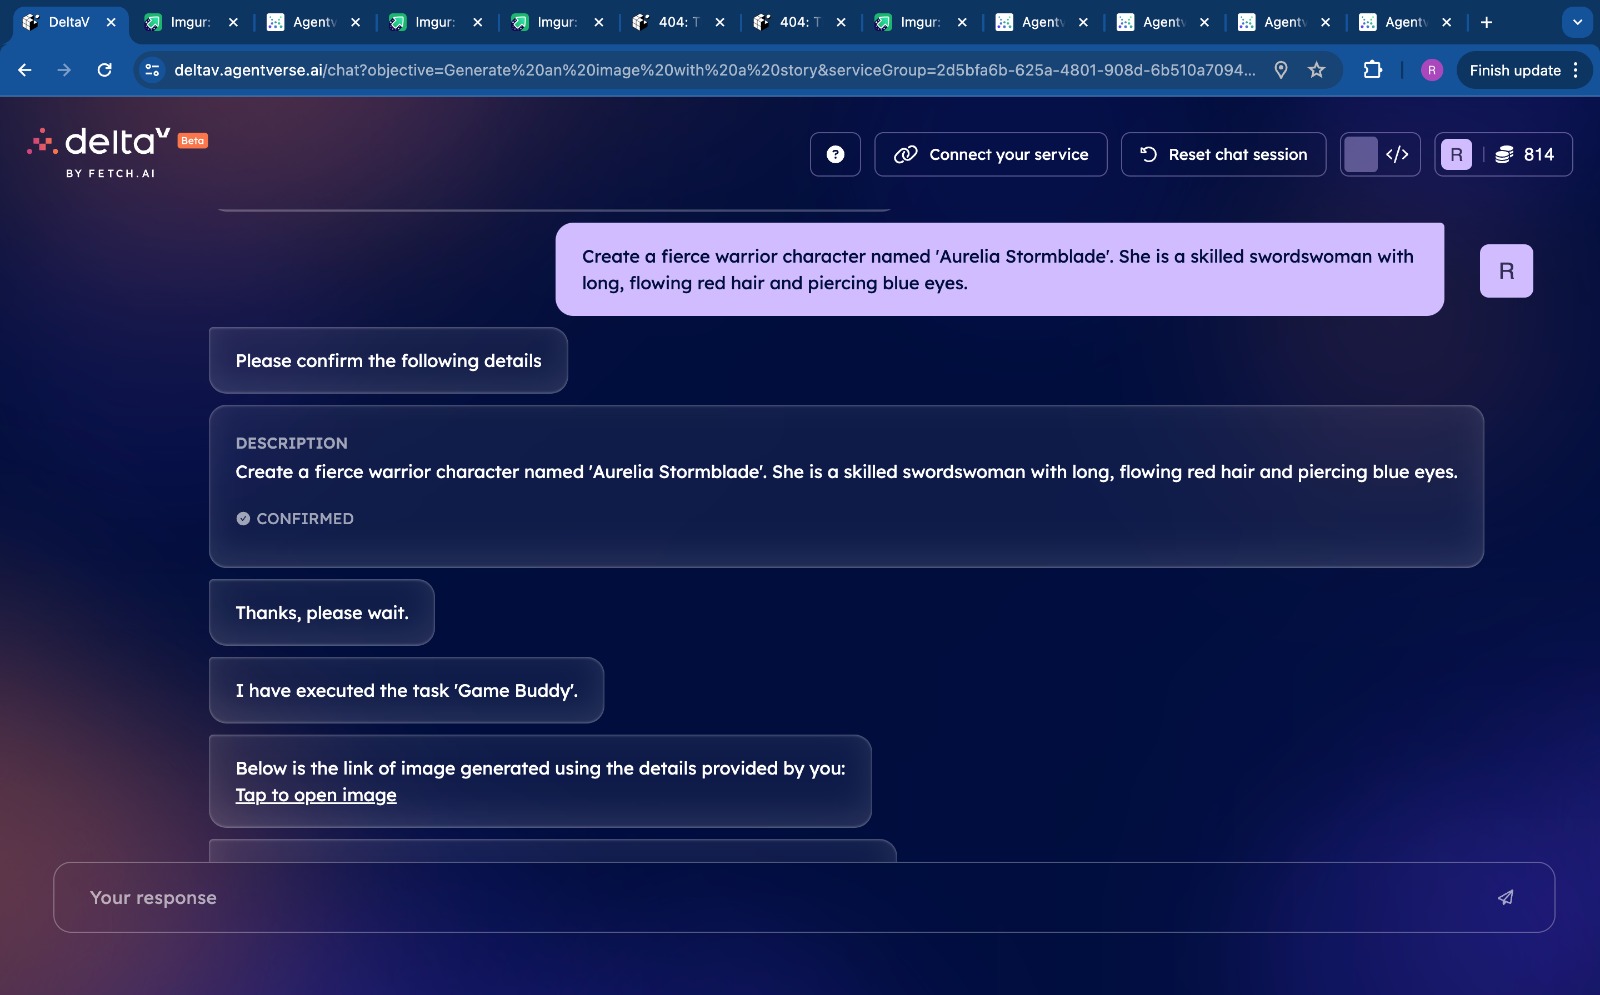 DeltaV
Imgur:
Agentv
Imgur:
Imgur:
404: T
404: T
Imgur:
Agentv
Agentv
Agentv
Agentv
deltav.agentverse.ai/chat?objective=Generate%20an%20image%20with%20a%20story&serviceGroup=2d5bfa6b-625a-4801-908d-6b510a7094...
R
Finish update
deltaV Beta
BY FETCH.AI
?
Connect your service
Reset chat session
</>
R
814
Create a fierce warrior character named 'Aurelia Stormblade'. She is a skilled swordswoman with
long, flowing red hair and piercing blue eyes.
R
Please confirm the following details
DESCRIPTION
Create a fierce warrior character named 'Aurelia Stormblade'. She is a skilled swordswoman with long, flowing red hair and piercing blue eyes.
CONFIRMED
Thanks, please wait.
I have executed the task 'Game Buddy'.
Below is the link of image generated using the details provided by you:
Tap to open image
Your response